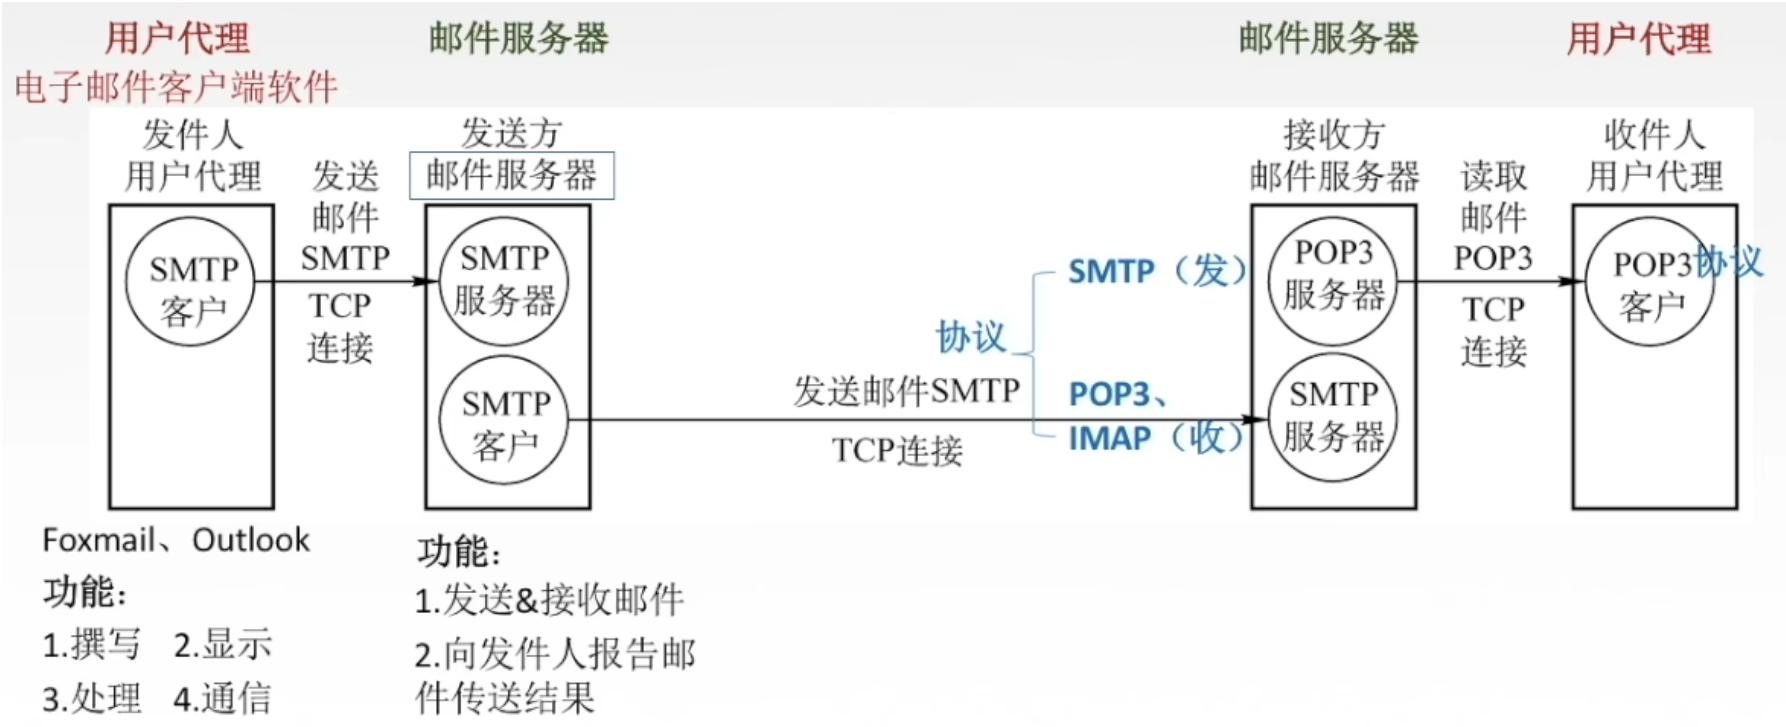 用户代理
电子邮件客户端软件
邮件服务器
邮件服务器
用户代理
发件人
用户代理
发送
邮件
SMTP
TCP
连接
发送方
邮件服务器
SMTP
客户
SMTP
服务器
SMTP
客户
发送邮件SMTP
TCP连接
协议
SMTP（发）
POP3、
IMAP（收）
接收方
邮件服务器
POP3
服务器
SMTP
服务器
读取
邮件
POP3
TCP
连接
收件人
用户代理
POP3
客户
协议
Foxmail、Outlook
功能：
1.撰写 2.显示
3.处理 4.通信
功能：
1.发送&接收邮件
2.向发件人报告邮
件传送结果